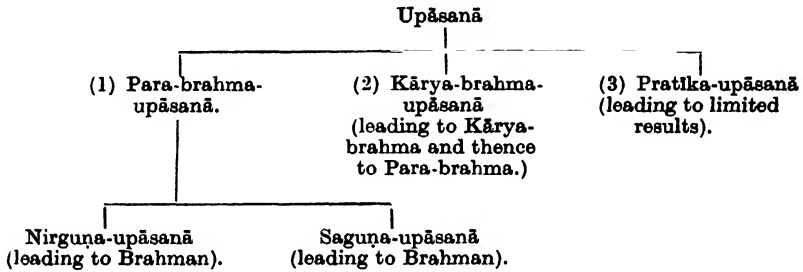 Upāsanā
(1) Para-brahma-
upāsanā.
(2) Kārya-brahma-
upāsanā
(leading to Kārya-
brahma and thence
to Para-brahma.)
(3) Pratīka-upāsanā
(leading to limited
results).
Nirguṇa-upāsanā
(leading to Brahman).
Saguṇa-upāsanā
(leading to Brahman).